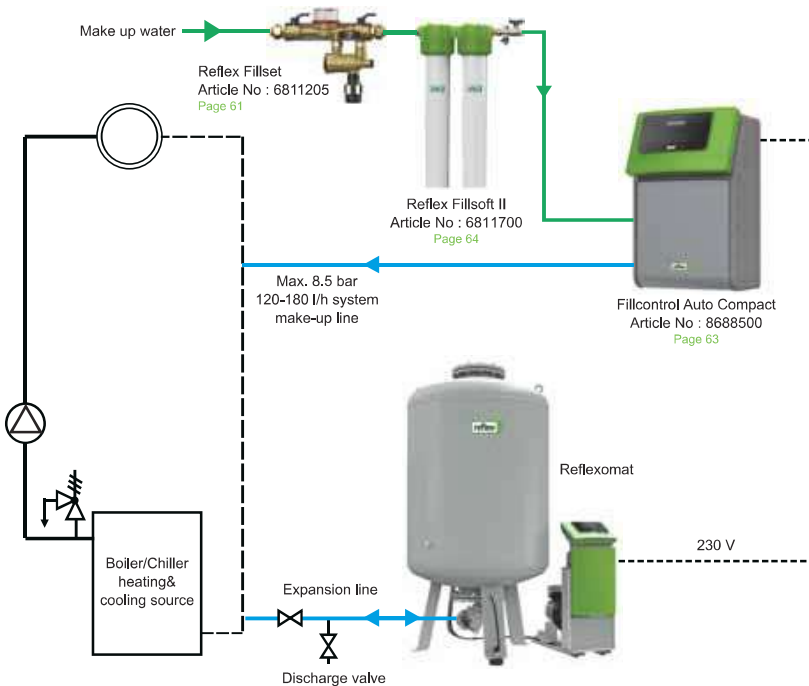 Make up water
Reflex Fillset
Article No : 6811205
Page 61
Reflex Fillsoft II
Article No : 6811700
Page 64
Max. 8.5 bar
120-180 l/h system
make-up line
Fillcontrol Auto Compact
Article No : 8688500
Page 63
reflex
Reflexomat
230 V
Boiler/Chiller
heating&
cooling source
Expansion line
Discharge valve